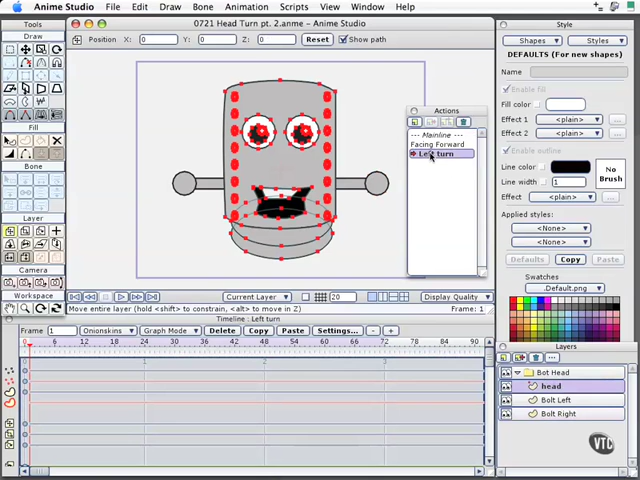 Anime Studio File Edit Draw Bone Animation Scripts View Window Help
Tools
0721 Head Turn pt. 2.anme - Anime Studio
Style
Draw
Position X: 0 Y: 0 Z: 0 Reset Show path
Shapes Styles
DEFAULTS (For new shapes)
Name
Enable fill
Fill color
Effect 1 <plain> ...
Effect 2 <plain> ...
Enable outline
Line color
No
Brush
Line width 1
Effect <plain> ...
Applied styles:
<None>
<None>
Defaults Copy Paste
Swatches
.Default.png ...
Fill
Bone
Layer
Camera
Workspace
Actions
--- Mainline ---
Facing Forward
Left turn
Current Layer 20 Display Quality
Move entire layer (hold <shift> to constrain, <alt> to move in Z) Frame: 1
Timeline : Left turn
Frame 1 Onionskins Graph Mode Delete Copy Paste Settings... - +
0 6 12 18 24 30 36 42 48 54 60 66 72 78 84 90
1 2 3
Layers
Bot Head
head
Bolt Left
Bolt Right
VTC